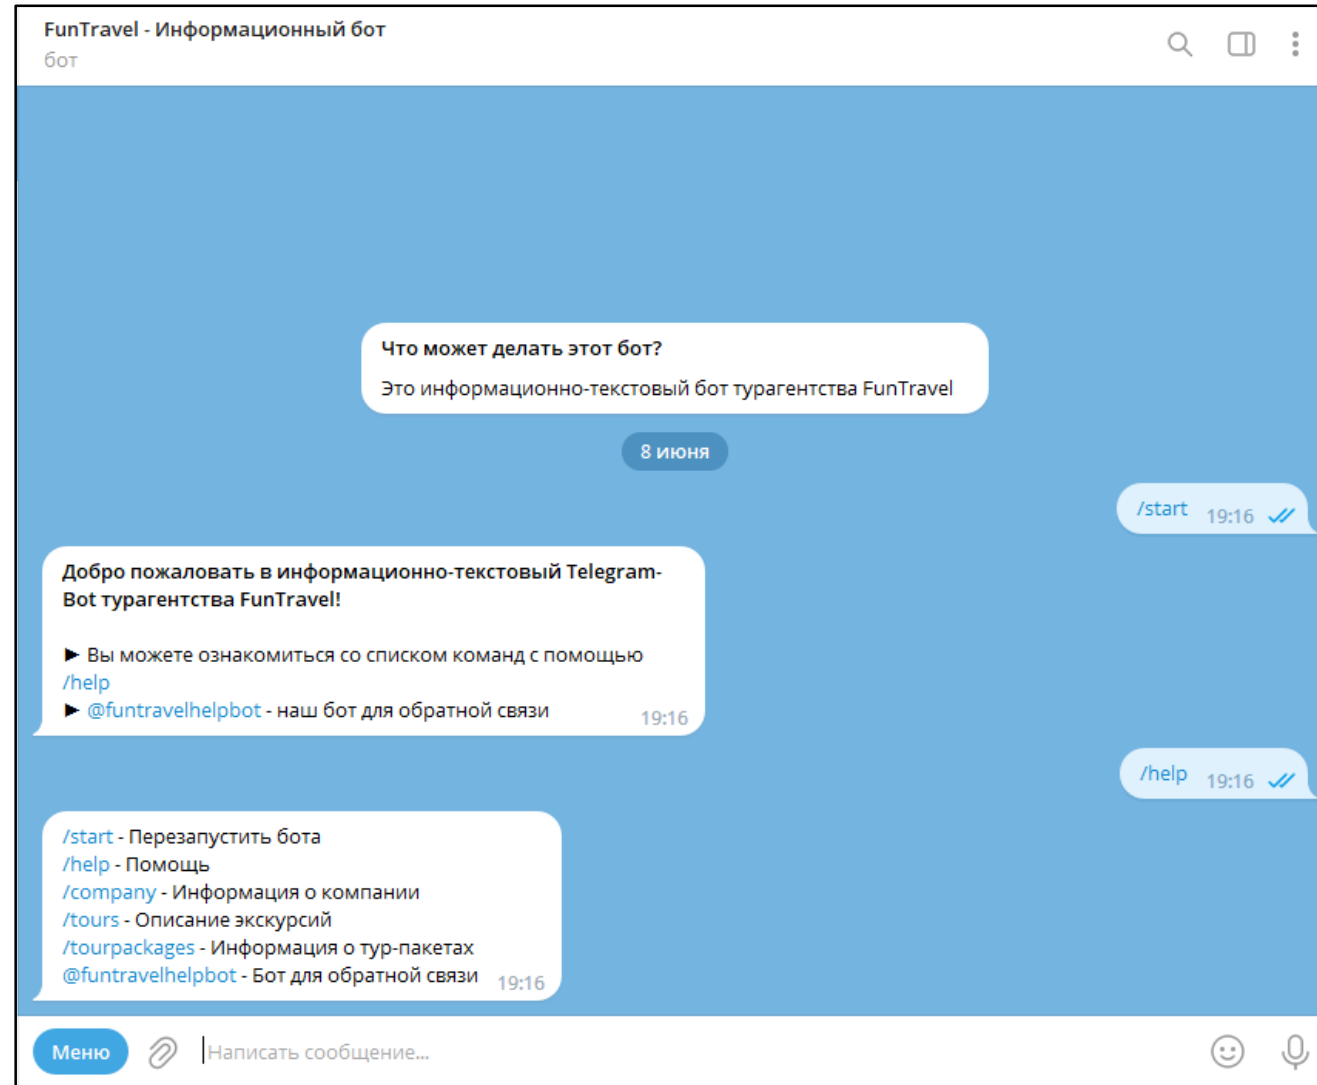 FunTravel - Информационный бот
бот
Что может делать этот бот?
Это информационно-текстовый бот турагентства FunTravel
8 июня
/start 19:16
Добро пожаловать в информационно-текстовый Telegram-
Bot турагентства FunTravel!
► Вы можете ознакомиться со списком команд с помощью
/help
► @funtravelhelpbot - наш бот для обратной связи 19:16
/help 19:16
/start - Перезапустить бота
/help - Помощь
/company - Информация о компании
/tours - Описание экскурсий
/tourpackages - Информация о тур-пакетах
@funtravelhelpbot - Бот для обратной связи 19:16
Меню Написать сообщение...